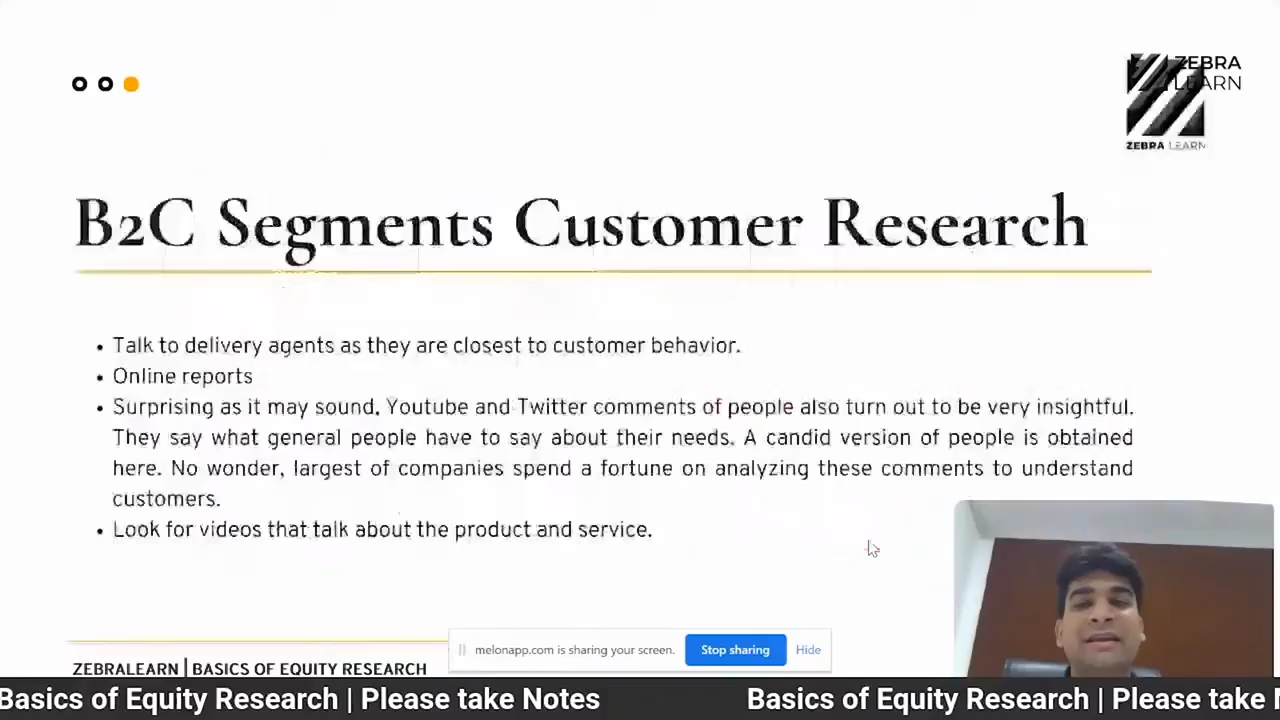 ZEBRA
LEARN
ZEBRA LEARN
B2C Segments Customer Research
• Talk to delivery agents as they are closest to customer behavior.
• Online reports
• Surprising as it may sound, Youtube and Twitter comments of people also turn out to be very insightful.
They say what general people have to say about their needs. A candid version of people is obtained
here. No wonder, largest of companies spend a fortune on analyzing these comments to understand
customers.
• Look for videos that talk about the product and service.
melonapp.com is sharing your screen. Stop sharing Hide
ZEBRALEARN | BASICS OF EQUITY RESEARCH
Basics of Equity Research | Please take Notes Basics of Equity Research | Please take